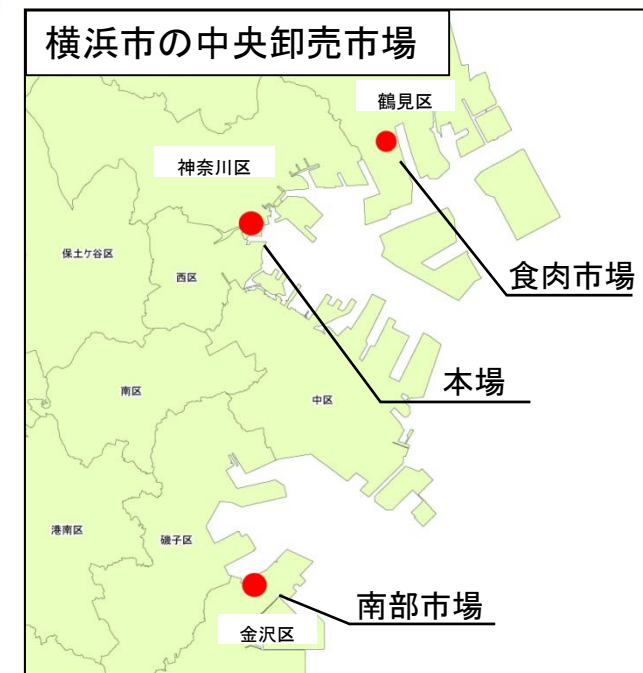 横浜市の中央卸売市場
鶴見区
神奈川区
保土ケ谷区
西区
食肉市場
本場
南区
中区
港南区
磯子区
南部市場
金沢区